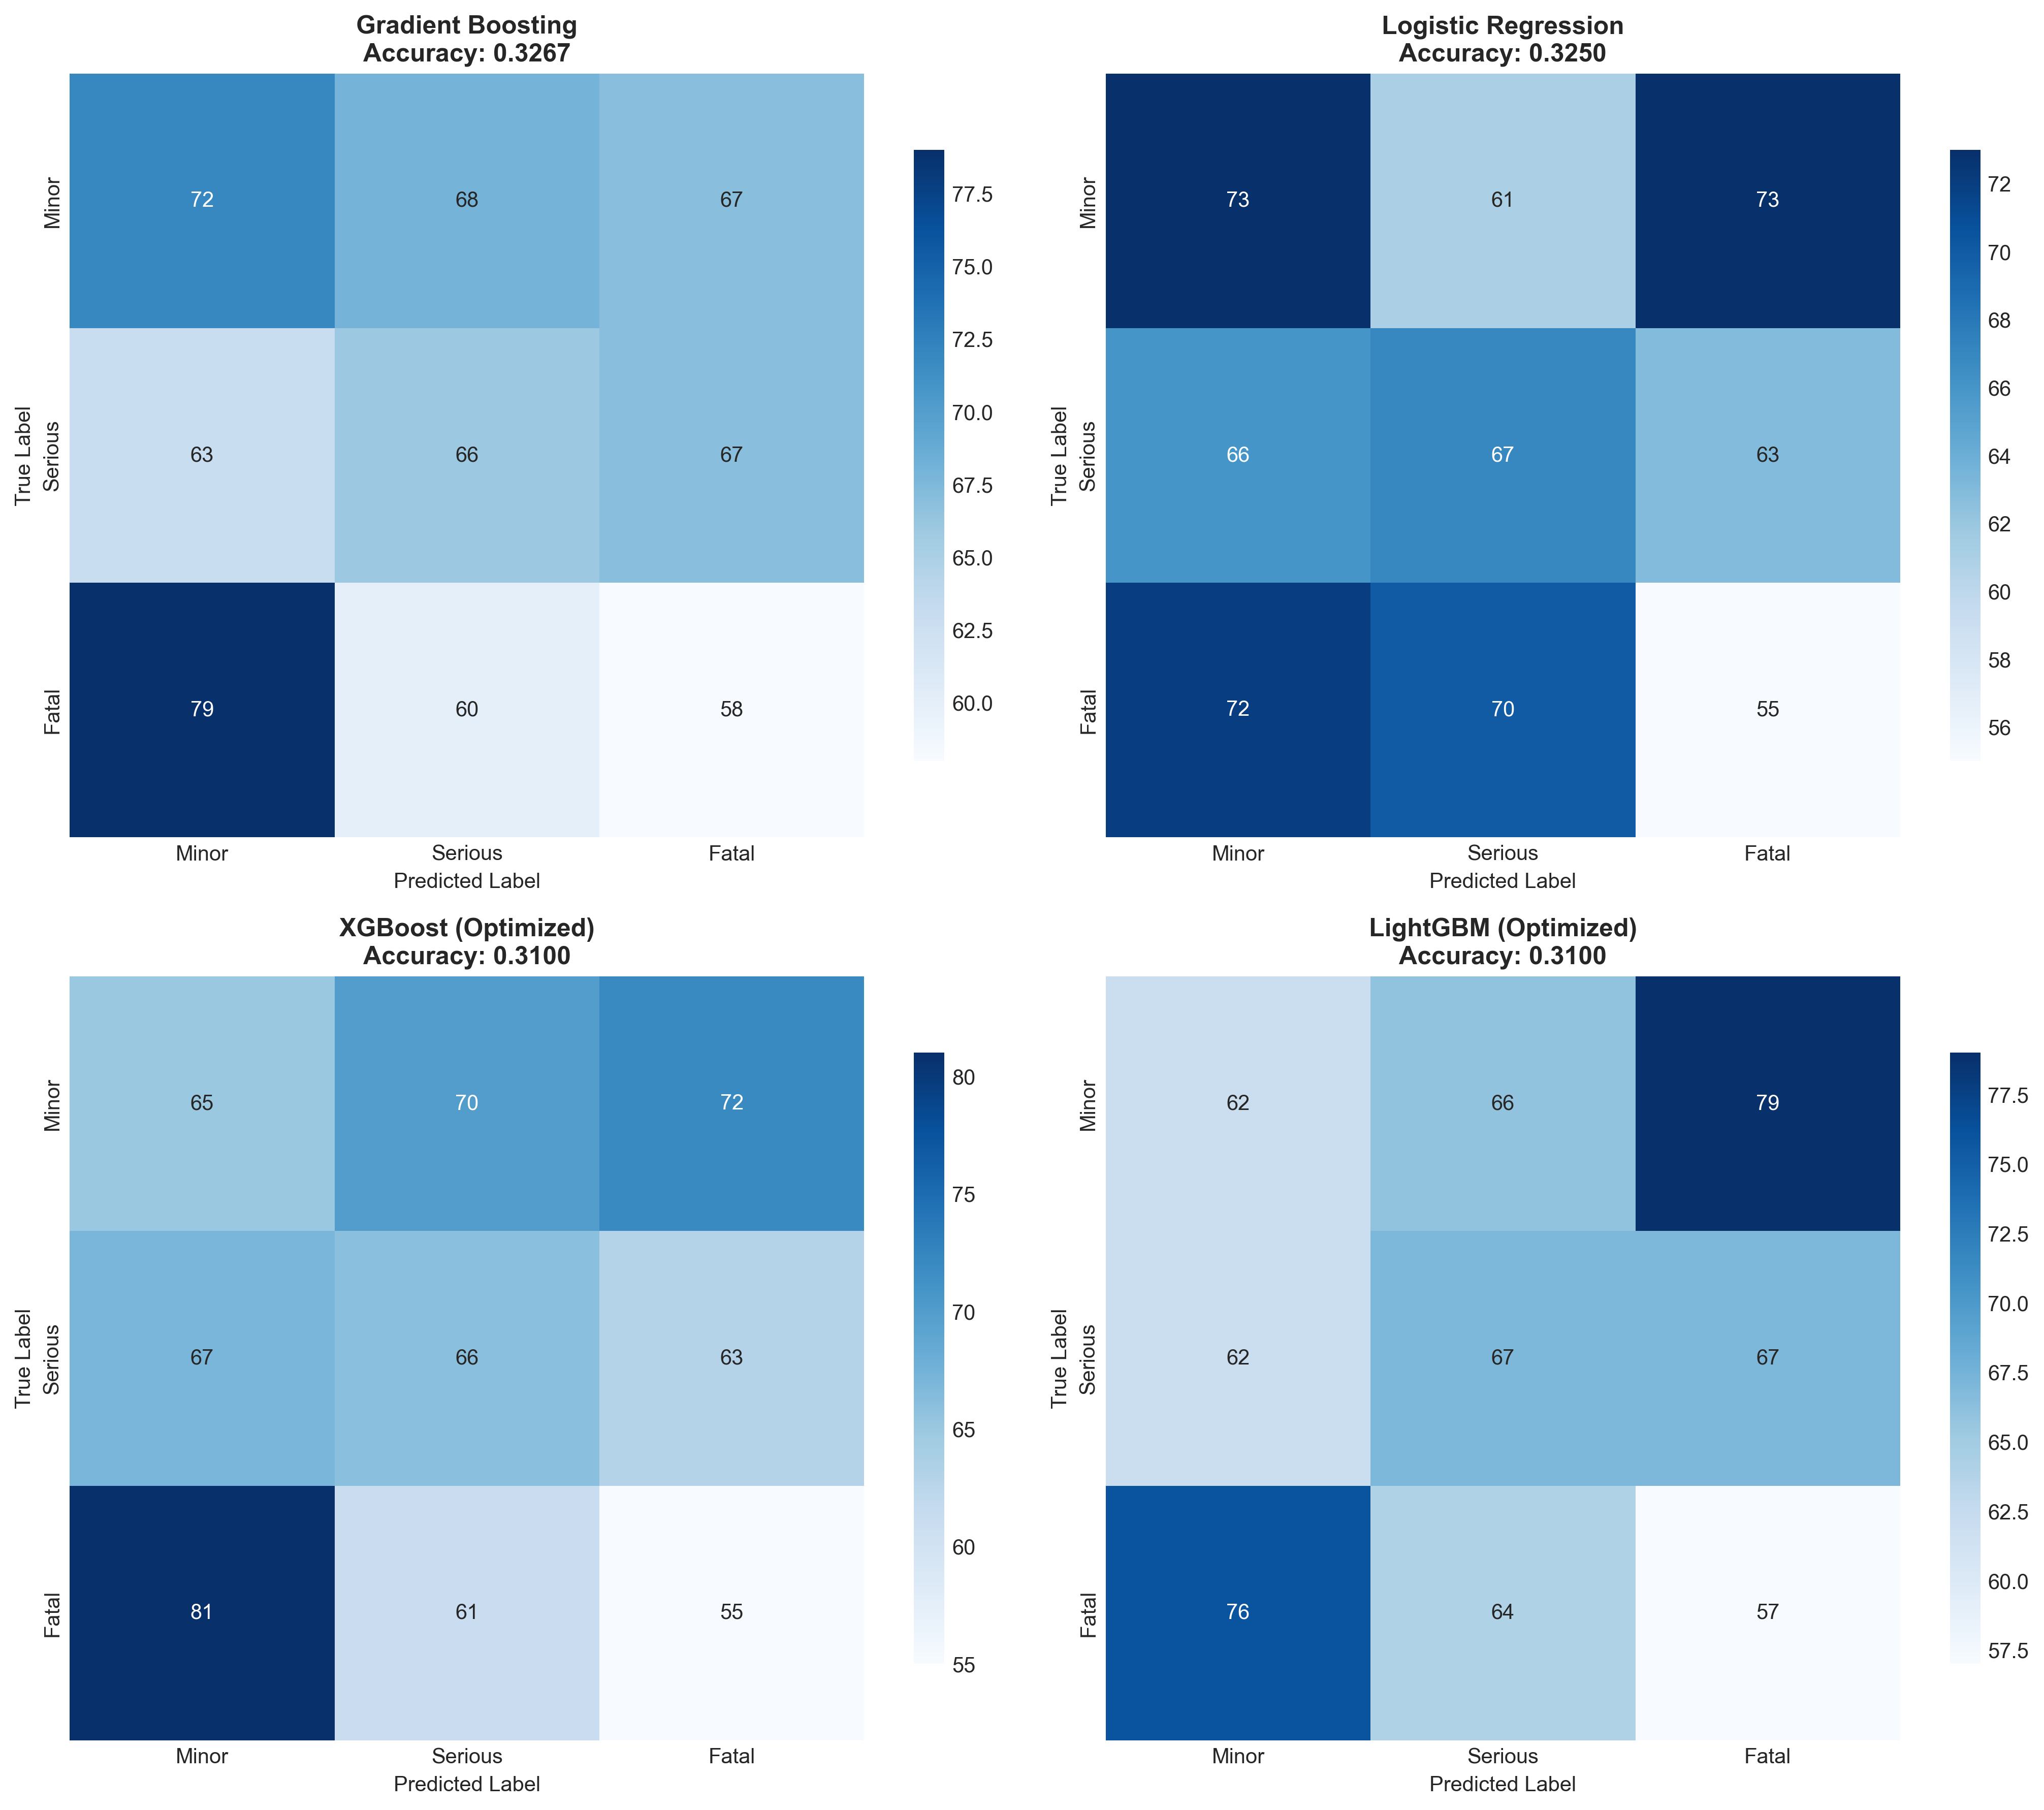 Gradient Boosting
Accuracy: 0.3267
Minor
Serious
Fatal
True Label
72 68 67
63 66 67
79 60 58
Minor Serious Fatal
Predicted Label
77.5
75.0
72.5
70.0
67.5
65.0
62.5
60.0
Logistic Regression
Accuracy: 0.3250
Minor
Serious
Fatal
True Label
73 61 73
66 67 63
72 70 55
Minor Serious Fatal
Predicted Label
72
70
68
66
64
62
60
58
56
XGBoost (Optimized)
Accuracy: 0.3100
Minor
Serious
Fatal
True Label
65 70 72
67 66 63
81 61 55
Minor Serious Fatal
Predicted Label
80
75
70
65
60
55
LightGBM (Optimized)
Accuracy: 0.3100
Minor
Serious
Fatal
True Label
62 66 79
62 67 67
76 64 57
Minor Serious Fatal
Predicted Label
77.5
75.0
72.5
70.0
67.5
65.0
62.5
60.0
57.5